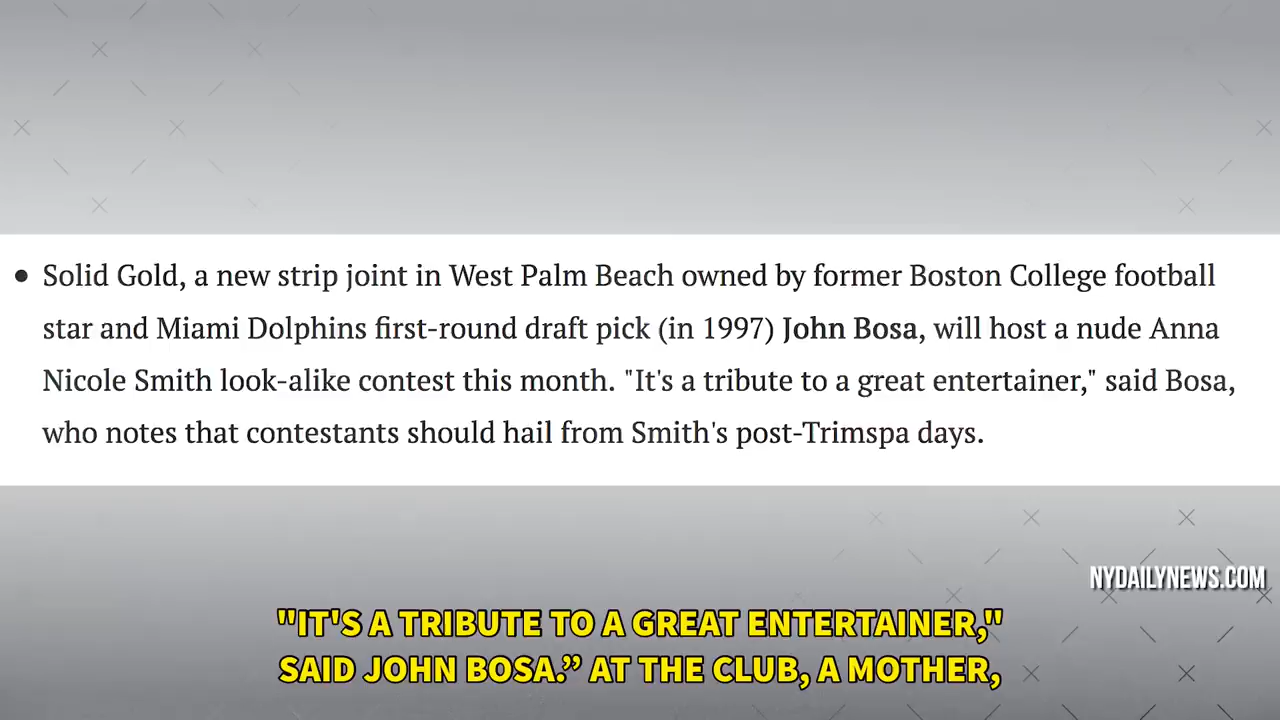 • Solid Gold, a new strip joint in West Palm Beach owned by former Boston College football
star and Miami Dolphins first-round draft pick (in 1997) John Bosa, will host a nude Anna
Nicole Smith look-alike contest this month. "It's a tribute to a great entertainer," said Bosa,
who notes that contestants should hail from Smith's post-Trimspa days.
NYDAILYNEWS.COM
"IT'S A TRIBUTE TO A GREAT ENTERTAINER,"
SAID JOHN BOSA.” AT THE CLUB, A MOTHER,